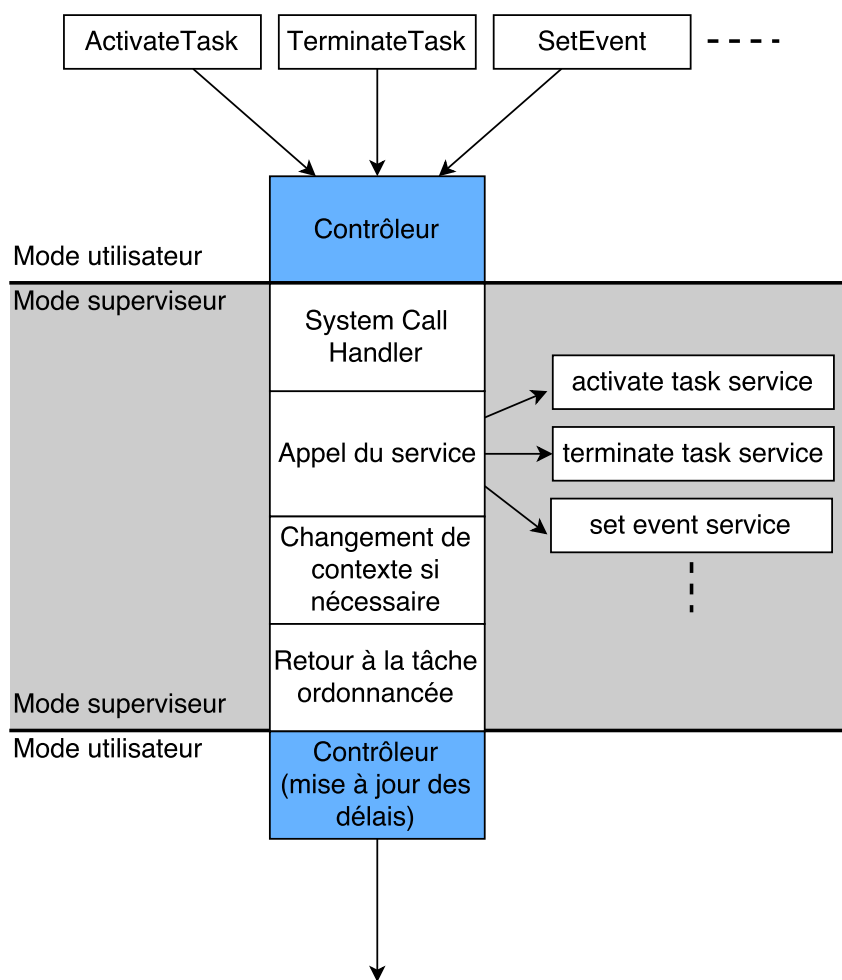 ActivateTask
TerminateTask
SetEvent
Contrôleur
Mode utilisateur
Mode superviseur
System Call
Handler
activate task service
Appel du service
terminate task service
set event service
Changement de
contexte si
nécessaire
Retour à la tâche
ordonnancée
Mode superviseur
Mode utilisateur
Contrôleur
(mise à jour des
délais)